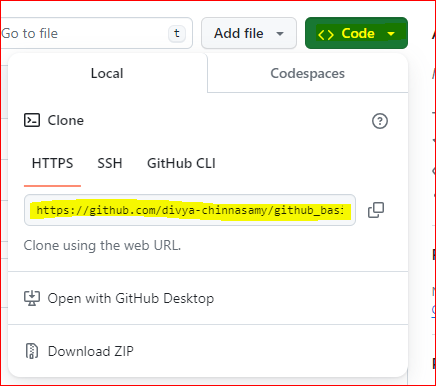 Go to file t Add file Code
Local Codespaces
Clone
HTTPS SSH GitHub CLI
https://github.com/divya-chinnasamy/github_basi
Clone using the web URL.
Open with GitHub Desktop
Download ZIP